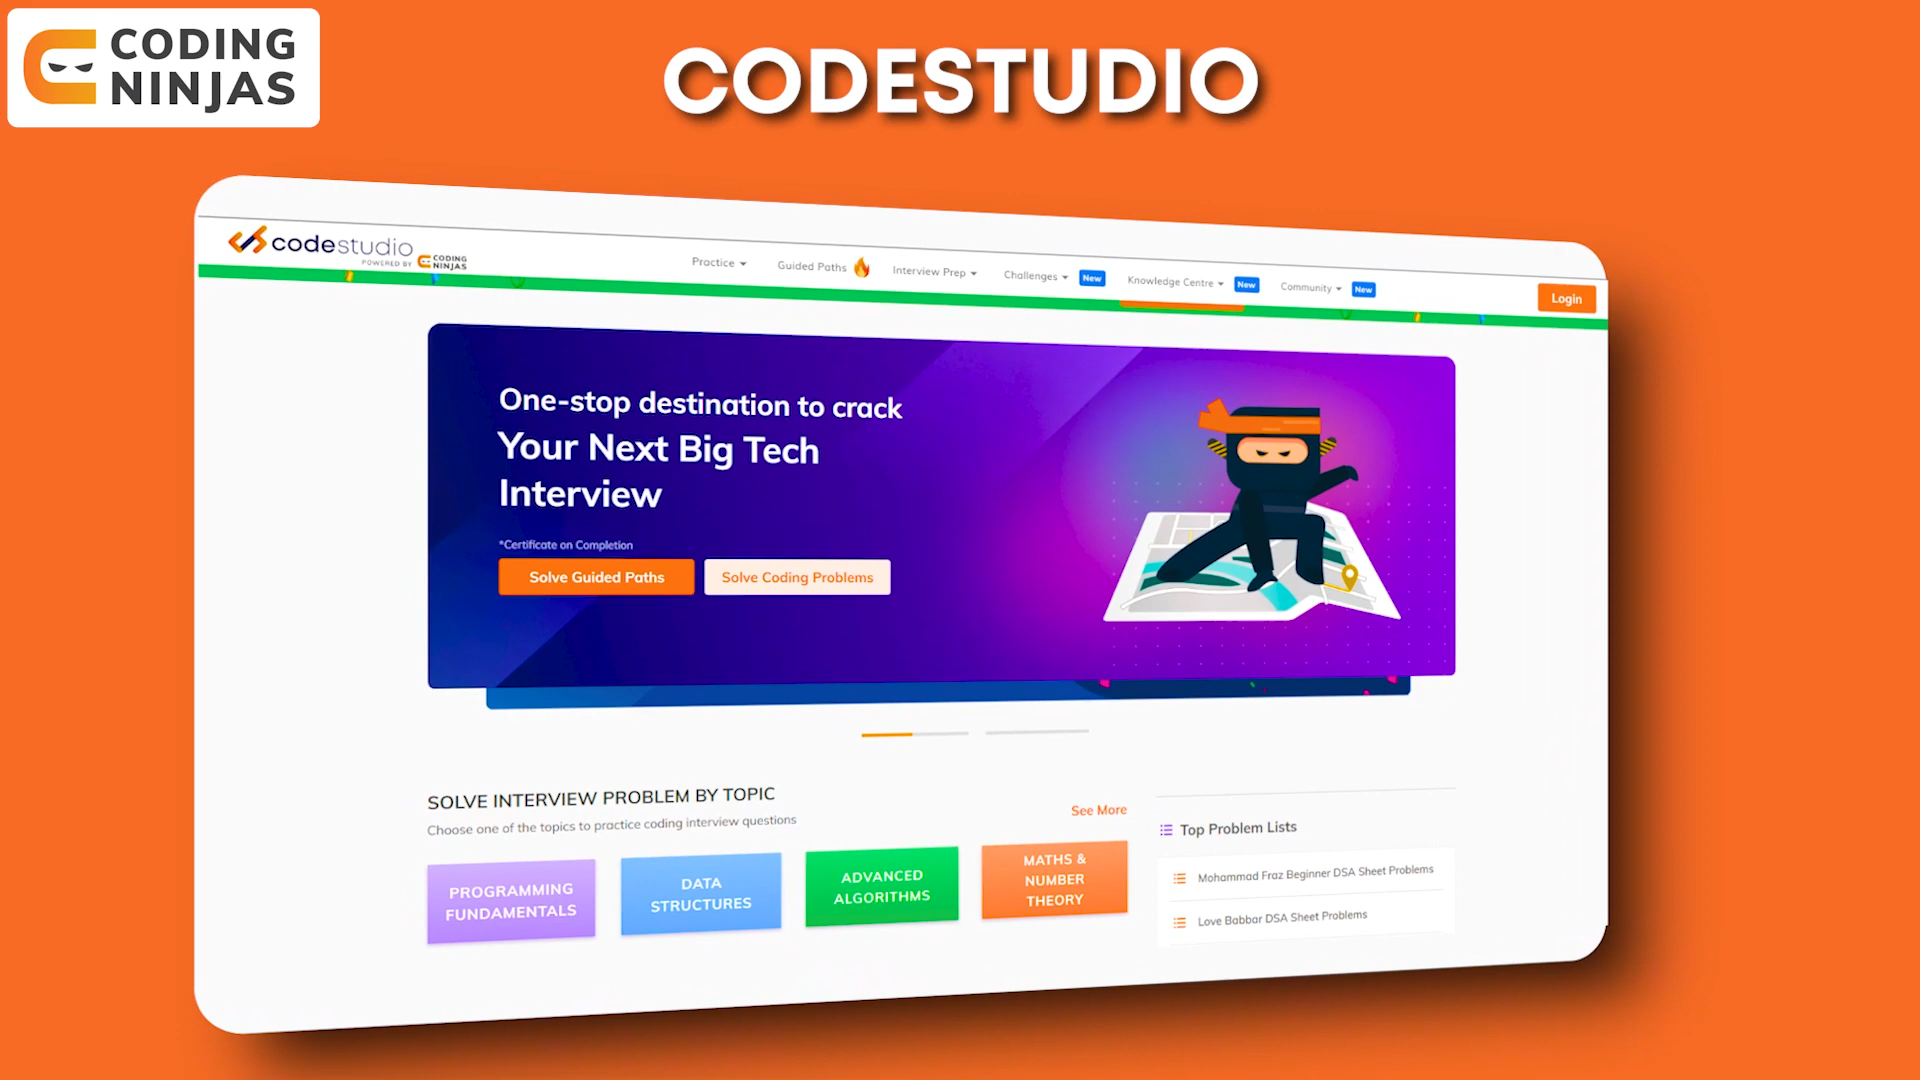 CODING
NINJAS
CODESTUDIO
codestudio
POWERED BY CODING NINJAS
Practice
Guided Paths
Interview Prep
Challenges
New
Knowledge Centre
New
Community
New
Login
One-stop destination to crack
Your Next Big Tech
Interview
*Certificate on Completion
Solve Guided Paths
Solve Coding Problems
SOLVE INTERVIEW PROBLEM BY TOPIC
Choose one of the topics to practice coding interview questions
See More
PROGRAMMING
FUNDAMENTALS
DATA
STRUCTURES
ADVANCED
ALGORITHMS
MATHS &
NUMBER
THEORY
Top Problem Lists
Mohammad Fraz Beginner DSA Sheet Problems
Love Babbar DSA Sheet Problems